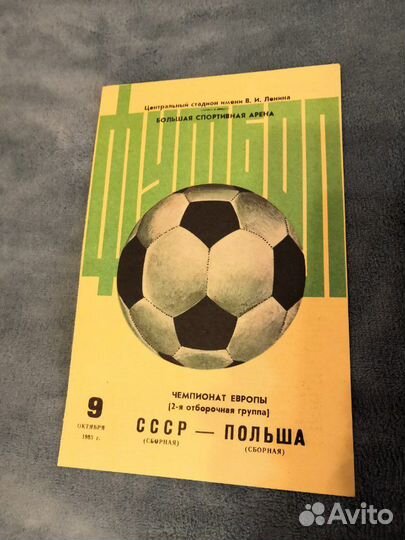 Центральный стадион имени В. И. Ленина
БОЛЬШАЯ СПОРТИВНАЯ АРЕНА
ФУТБОЛ
ЧЕМПИОНАТ ЕВРОПЫ
(2-я отборочная группа)
9
ОКТЯБРЯ
1983 г.
СССР — ПОЛЬША
(СБОРНАЯ) (СБОРНАЯ)
Avito